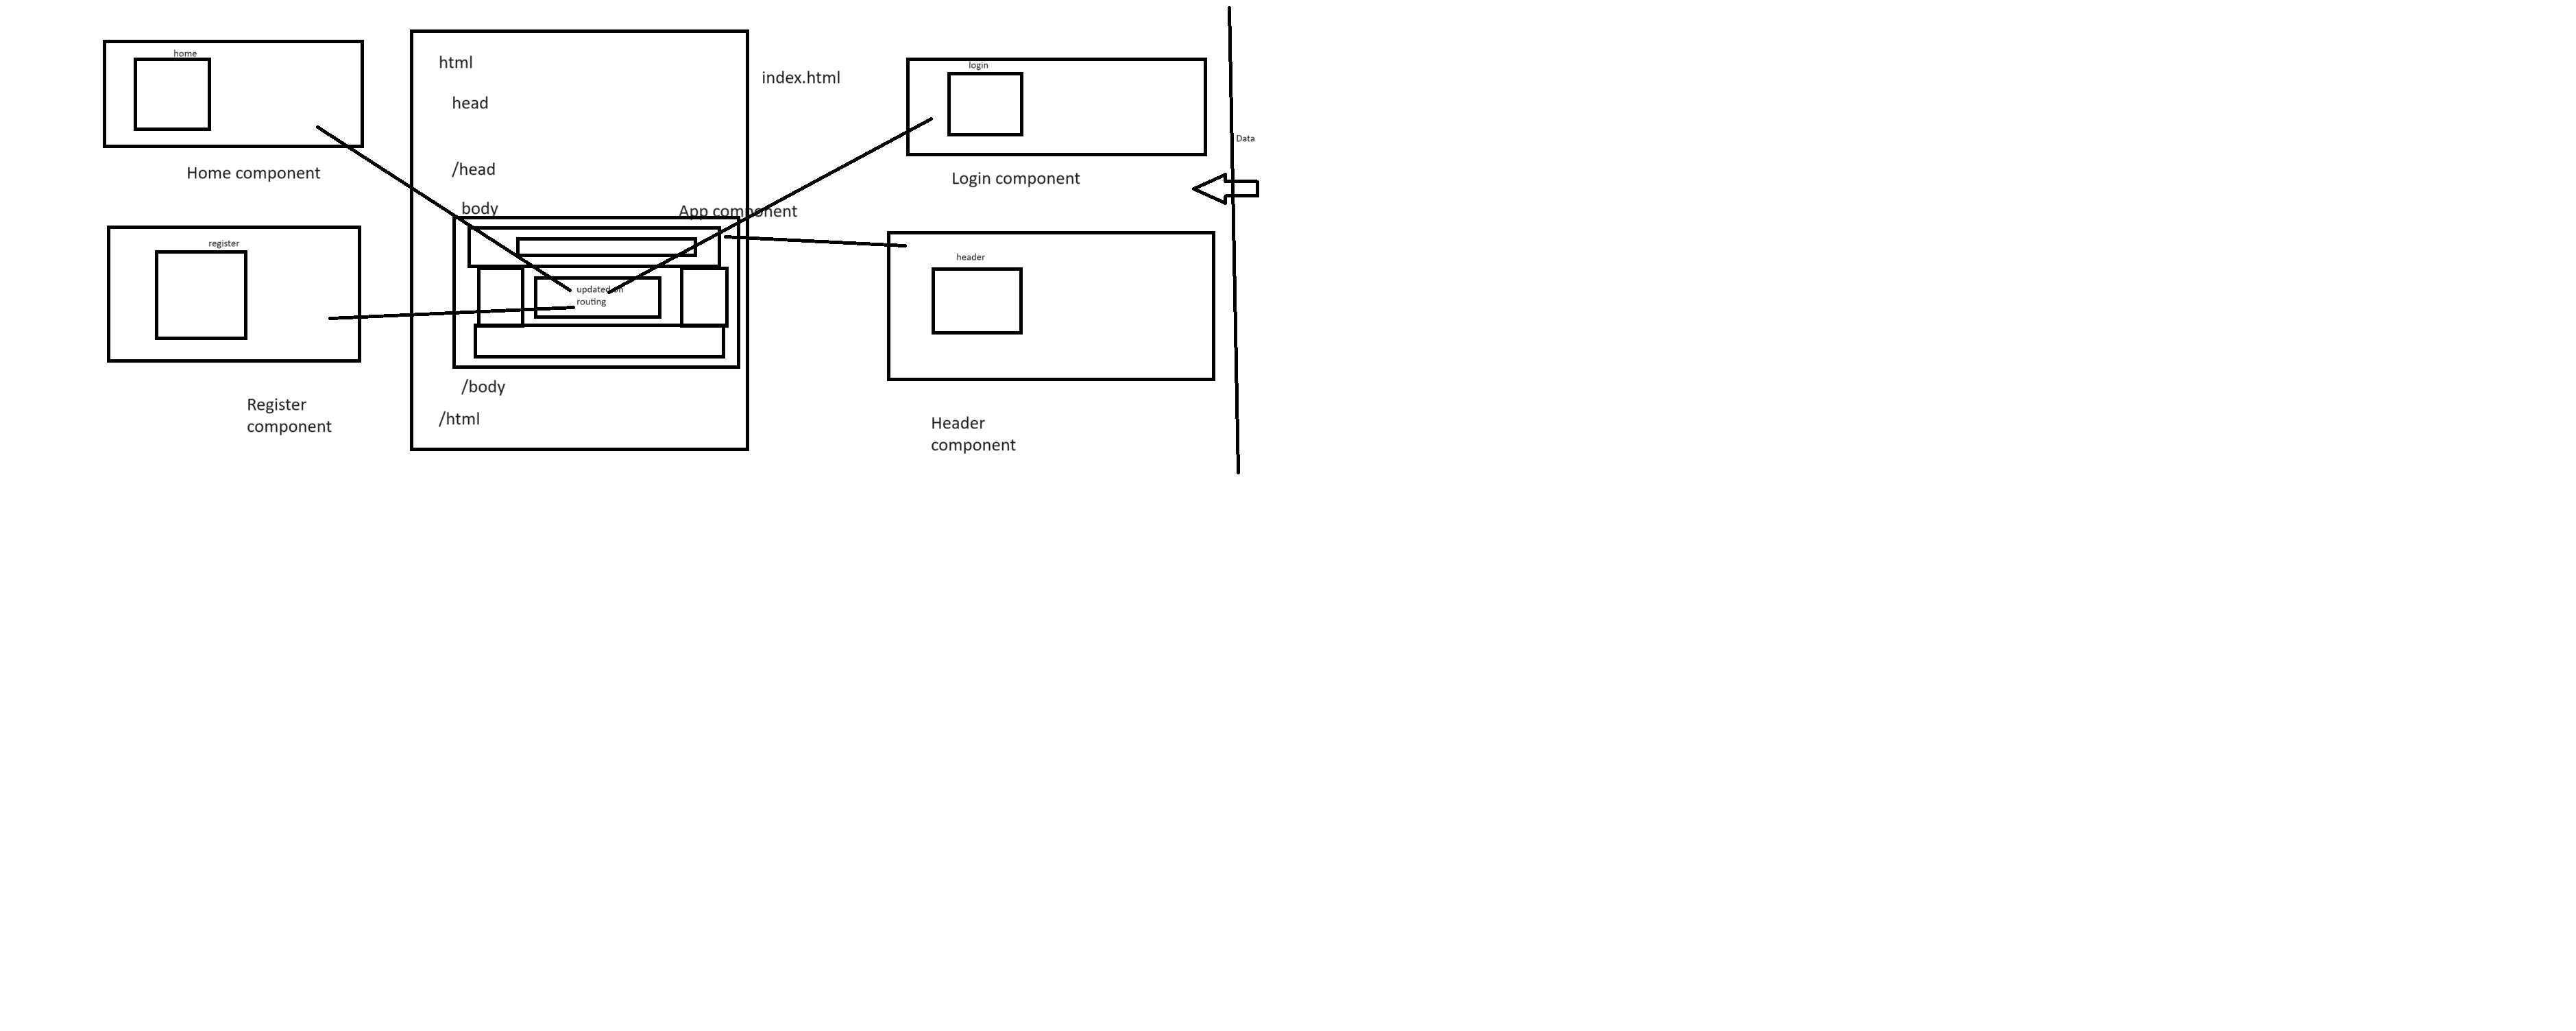 home
Home component
register
Register
component
html
head
/head
body
App component
updated on
routing
/body
/html
index.html
login
Login component
header
Header
component
Data